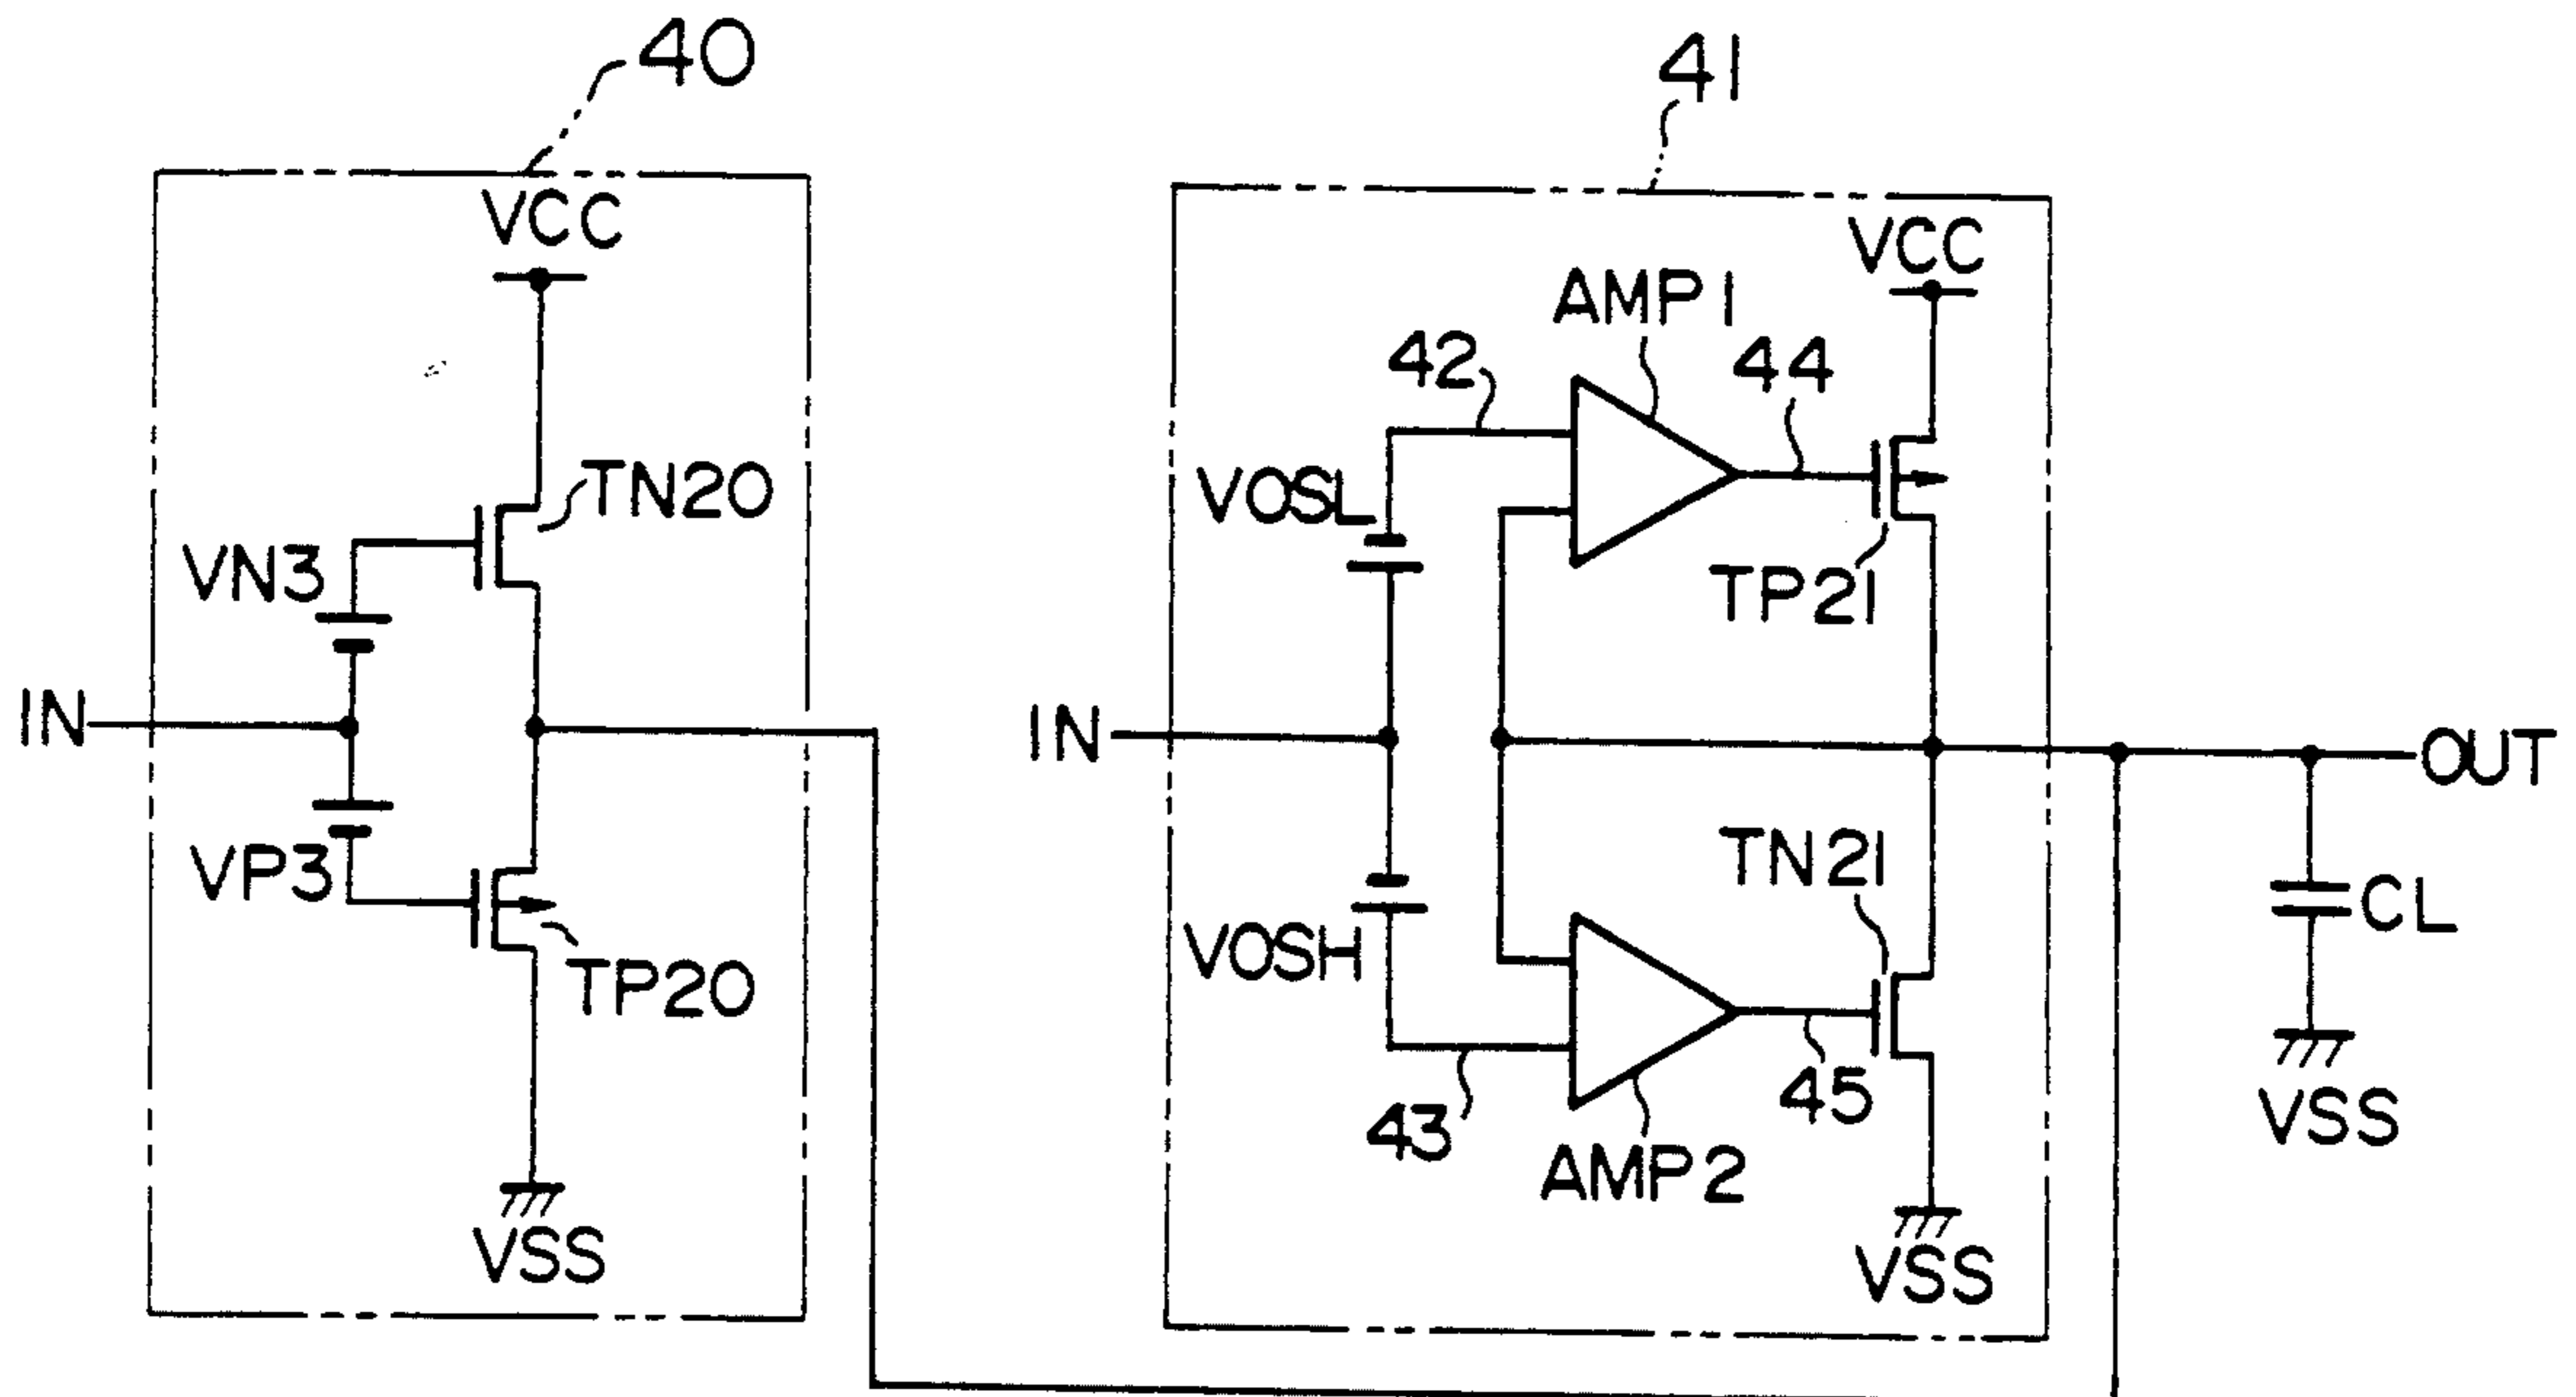 40
VCC
TN20
VN3
IN
VP3
TP20
VSS
41
VCC
AMP1
42
44
VOSL
TP21
IN
OUT
TN21
CL
VOSH
45
43
AMP2
VSS
VSS